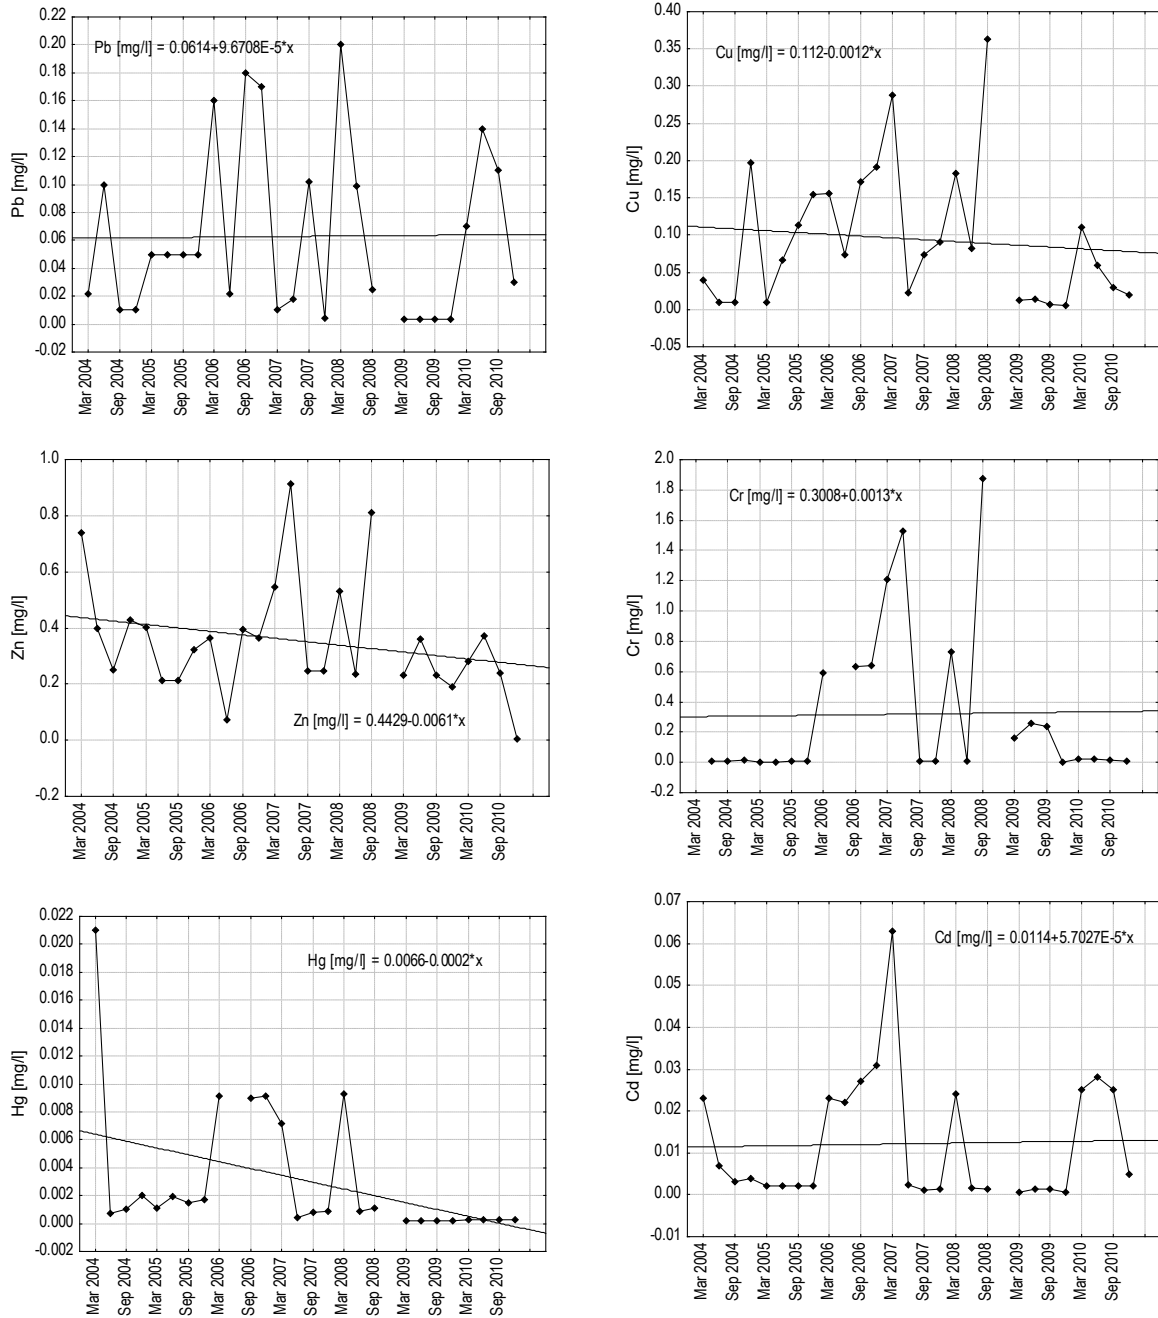 Pb [mg/l] = 0.0614+9.6708E-5*x
Pb [mg/l]
0.22
0.20
0.18
0.16
0.14
0.12
0.10
0.08
0.06
0.04
0.02
0.00
-0.02
Mar 2004
Sep 2004
Mar 2005
Sep 2005
Mar 2006
Sep 2006
Mar 2007
Sep 2007
Mar 2008
Sep 2008
Mar 2009
Sep 2009
Mar 2010
Sep 2010
Cu [mg/l] = 0.112-0.0012*x
Cu [mg/l]
0.40
0.35
0.30
0.25
0.20
0.15
0.10
0.05
0.00
-0.05
Mar 2004
Sep 2004
Mar 2005
Sep 2005
Mar 2006
Sep 2006
Mar 2007
Sep 2007
Mar 2008
Sep 2008
Mar 2009
Sep 2009
Mar 2010
Sep 2010
Zn [mg/l]
1.0
0.8
0.6
0.4
0.2
0.0
-0.2
Zn [mg/l] = 0.4429-0.0061*x
Mar 2004
Sep 2004
Mar 2005
Sep 2005
Mar 2006
Sep 2006
Mar 2007
Sep 2007
Mar 2008
Sep 2008
Mar 2009
Sep 2009
Mar 2010
Sep 2010
Cr [mg/l] = 0.3008+0.0013*x
Cr [mg/l]
2.0
1.8
1.6
1.4
1.2
1.0
0.8
0.6
0.4
0.2
0.0
-0.2
Mar 2004
Sep 2004
Mar 2005
Sep 2005
Mar 2006
Sep 2006
Mar 2007
Sep 2007
Mar 2008
Sep 2008
Mar 2009
Sep 2009
Mar 2010
Sep 2010
Hg [mg/l] = 0.0066-0.0002*x
Hg [mg/l]
0.022
0.020
0.018
0.016
0.014
0.012
0.010
0.008
0.006
0.004
0.002
0.000
-0.002
Mar 2004
Sep 2004
Mar 2005
Sep 2005
Mar 2006
Sep 2006
Mar 2007
Sep 2007
Mar 2008
Sep 2008
Mar 2009
Sep 2009
Mar 2010
Sep 2010
Cd [mg/l] = 0.0114+5.7027E-5*x
Cd [mg/l]
0.07
0.06
0.05
0.04
0.03
0.02
0.01
0.00
-0.01
Mar 2004
Sep 2004
Mar 2005
Sep 2005
Mar 2006
Sep 2006
Mar 2007
Sep 2007
Mar 2008
Sep 2008
Mar 2009
Sep 2009
Mar 2010
Sep 2010